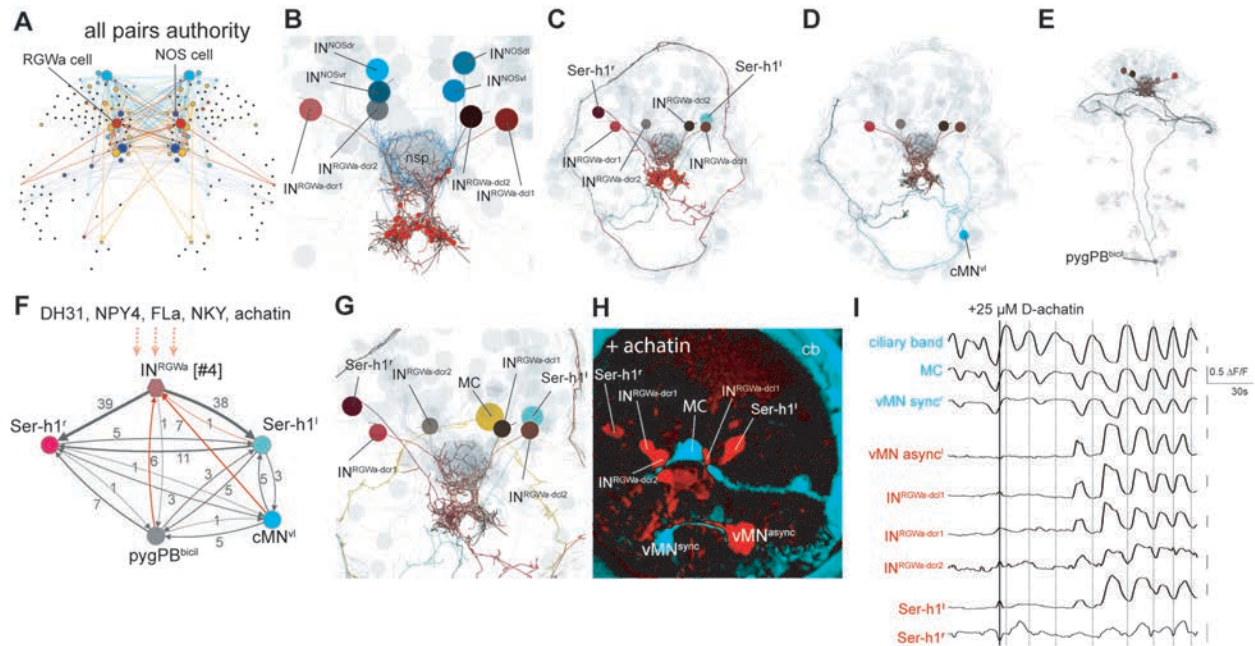 A
all pairs authority
RGWa cell
NOS cell
B
IN^NOSdr
IN^NOSdl
IN^NOSvr
IN^NOSvl
nsp
IN^RGWa-dcr2
IN^RGWa-dcl2
IN^RGWa-dcr1
IN^RGWa-dcl1
C
Ser-h1^r
Ser-h1^l
IN^RGWa-dcl2
IN^RGWa-dcr1
IN^RGWa-dcl1
IN^RGWa-dcr2
D
cMN^vl
E
pygPB^bicil
F
DH31, NPY4, FLa, NKY, achatin
IN^RGWa [#4]
39
38
Ser-h1^r
Ser-h1^l
1
7
1
5
11
6
3
3
1
5
7
1
3
1
5
pygPB^bicil
cMN^vl
G
Ser-h1^r
IN^RGWa-dcr2
MC
IN^RGWa-dcl1
Ser-h1^l
IN^RGWa-dcr1
IN^RGWa-dcl2
H
+ achatin
cb
Ser-h1^r
IN^RGWa-dcr1
MC
IN^RGWa-dcl1
Ser-h1^l
IN^RGWa-dcr2
vMN^sync
vMN^async
I
+25 μM D-achatin
ciliary band
MC
vMN sync^r
vMN async^l
IN^RGWa-dcl1
IN^RGWa-dcr1
IN^RGWa-dcr2
Ser-h1^l
Ser-h1^r
0.5 ΔF/F
30s